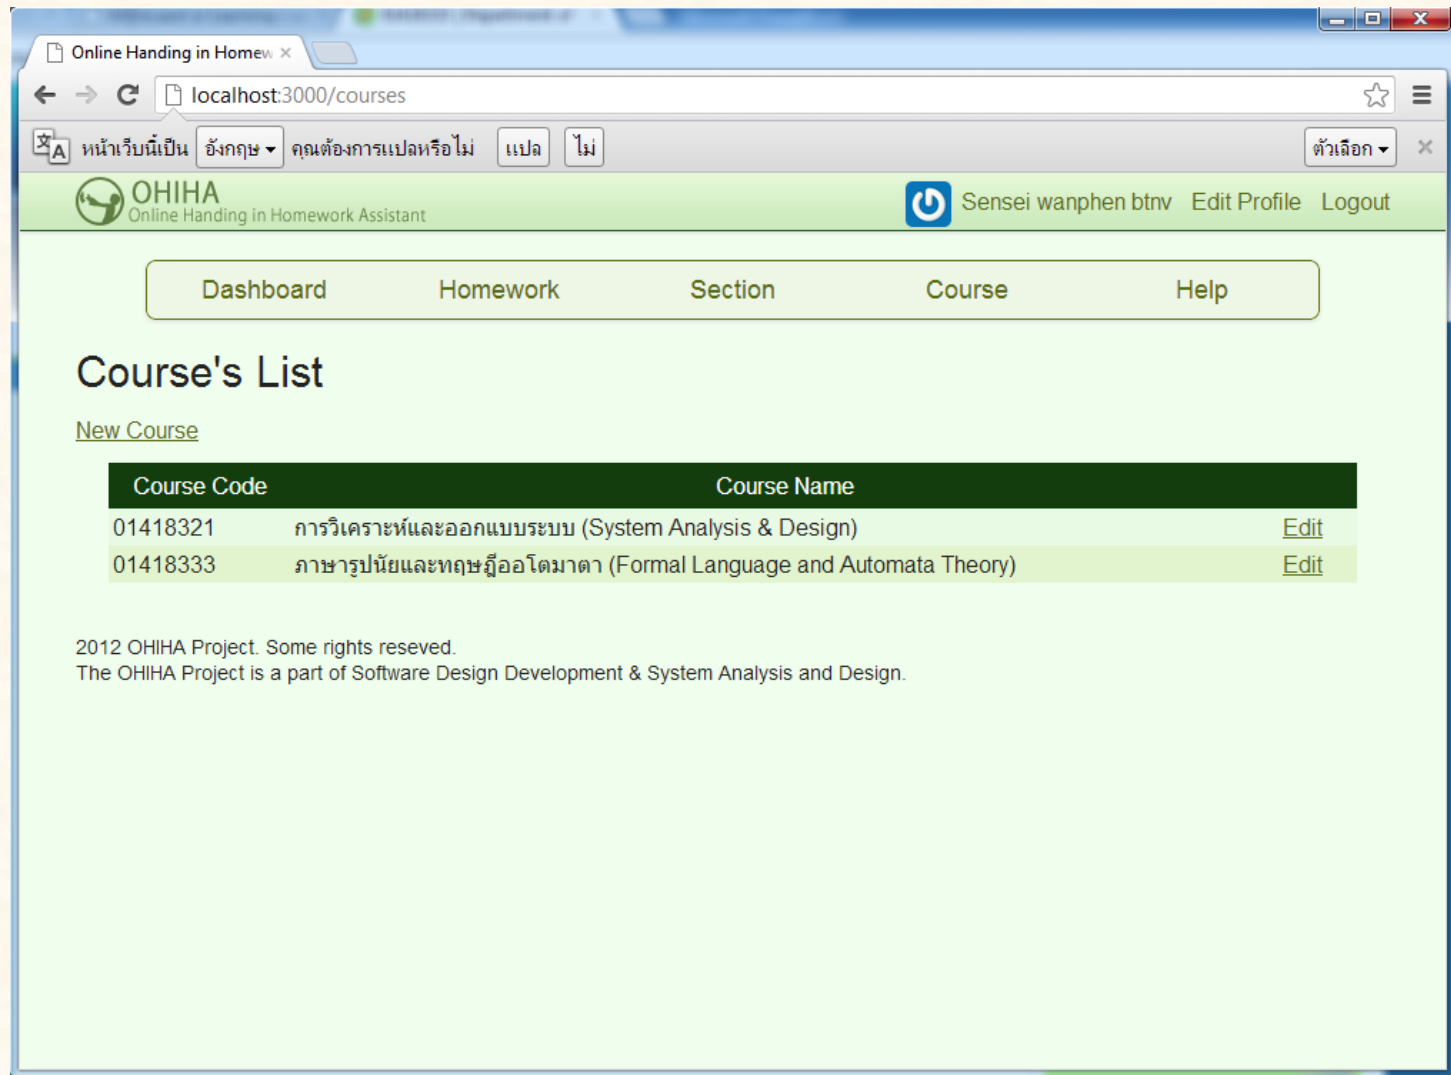 Online Handing in Homew
localhost:3000/courses
หน้าเว็บนี้เป็น อังกฤษ คุณต้องการแปลหรือไม่ แปล ไม่ ตัวเลือก
OHIHA
Online Handing in Homework Assistant
Sensei wanphen btnv Edit Profile Logout
Dashboard Homework Section Course Help
Course's List
New Course
Course Code Course Name
01418321 การวิเคราะห์และออกแบบระบบ (System Analysis & Design) Edit
01418333 ภาษารูปนัยและทฤษฎีออโตมาตา (Formal Language and Automata Theory) Edit
2012 OHIHA Project. Some rights reseved.
The OHIHA Project is a part of Software Design Development & System Analysis and Design.